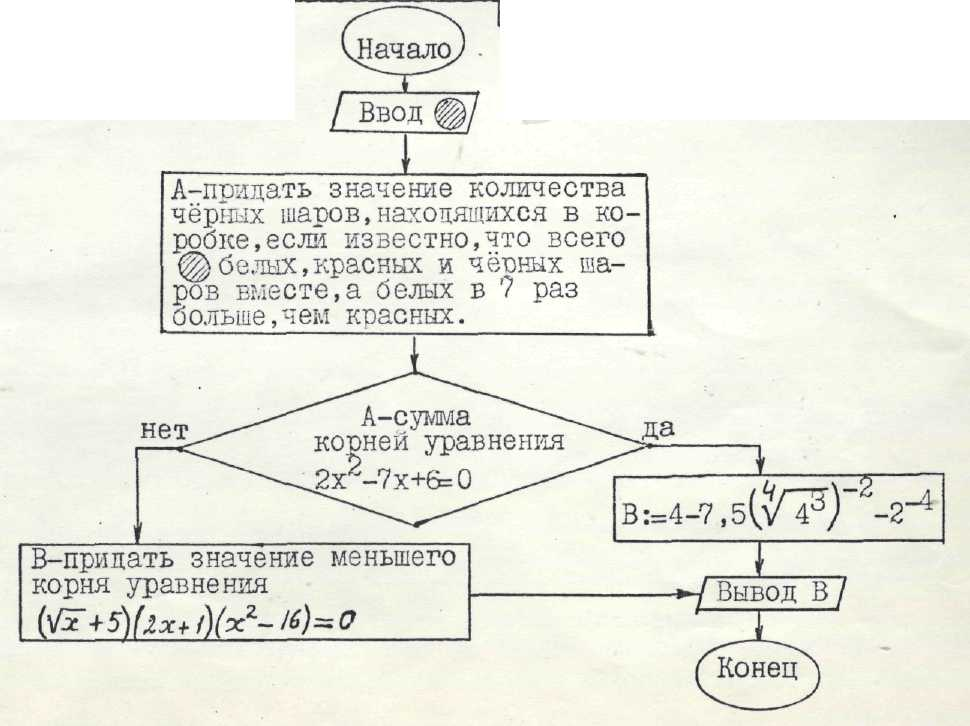 Начало
Ввод
А-придать значение количества
чёрных шаров,находящихся в ко-
робке,если известно,что всего
белых,красных и чёрных ша-
ров вместе,а белых в 7 раз
больше,чем красных.
А-сумма
корней уравнения
2x²-7x+6=0
нет
да
B:=4-7,5(∜4³)⁻²-2⁻⁴
В-придать значение меньшего
корня уравнения
(√x+5)(2x+1)(x²-16)=0
Вывод В
Конец